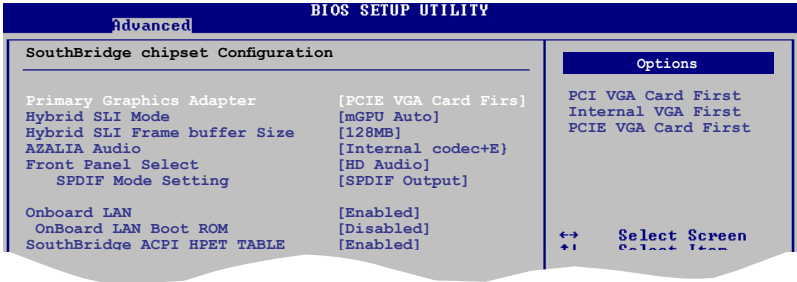 BIOS SETUP UTILITY
Advanced
SouthBridge chipset Configuration
Primary Graphics Adapter [PCIE VGA Card Firs]
Hybrid SLI Mode [mGPU Auto]
Hybrid SLI Frame buffer Size [128MB]
AZALIA Audio [Internal codec+E}
Front Panel Select [HD Audio]
SPDIF Mode Setting [SPDIF Output]
Onboard LAN [Enabled]
OnBoard LAN Boot ROM [Disabled]
SouthBridge ACPI HPET TABLE [Enabled]
Options
PCI VGA Card First
Internal VGA First
PCIE VGA Card First
←→ Select Screen
↑↓ Select Item